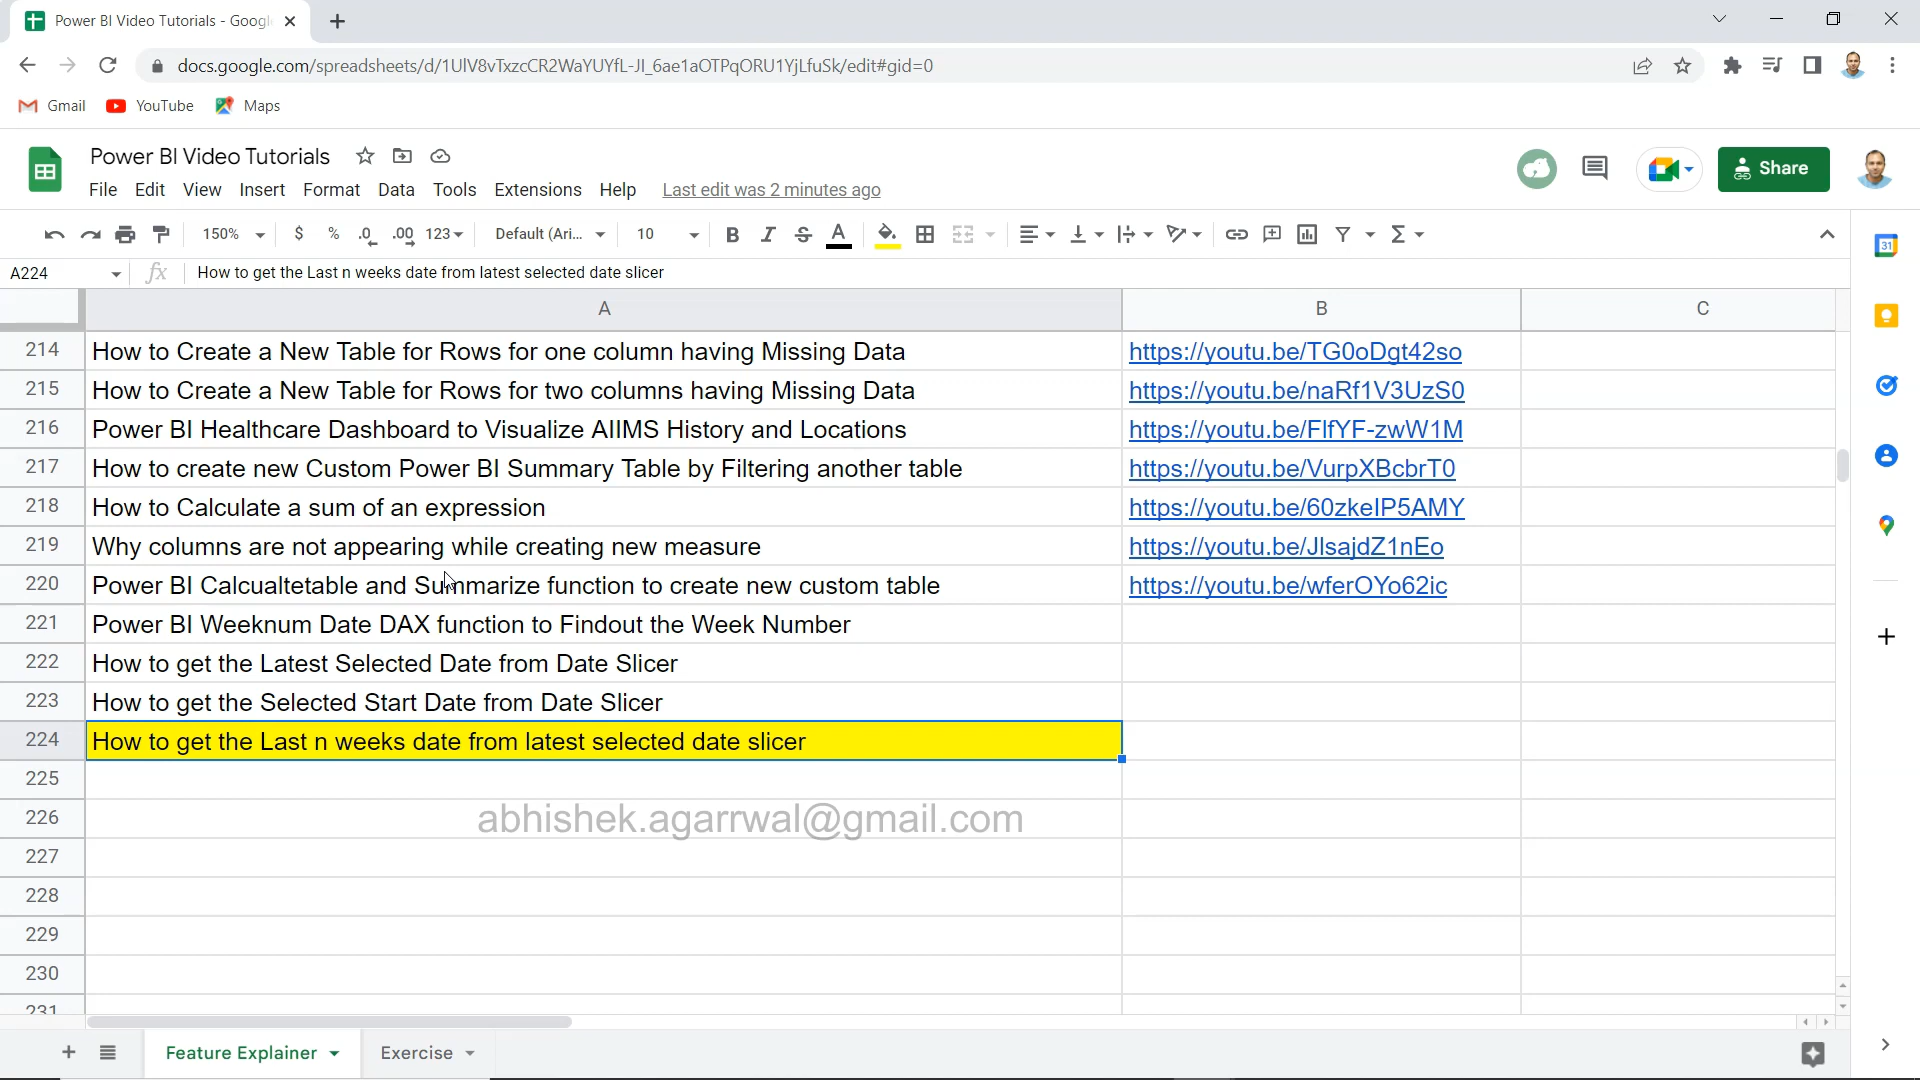 Power BI Video Tutorials - Googl
docs.google.com/spreadsheets/d/1UlV8vTxzcCR2WaYUYfL-JI_6ae1aOTPqORU1YjLfuSk/edit#gid=0
Gmail YouTube Maps
Power BI Video Tutorials
File Edit View Insert Format Data Tools Extensions Help Last edit was 2 minutes ago
Share
150% $ % .0 .00 123 Default (Ari... 10 B I S A
31
A224 fx How to get the Last n weeks date from latest selected date slicer
A B C
214 How to Create a New Table for Rows for one column having Missing Data https://youtu.be/TG0oDgt42so
215 How to Create a New Table for Rows for two columns having Missing Data https://youtu.be/naRf1V3UzS0
216 Power BI Healthcare Dashboard to Visualize AIIMS History and Locations https://youtu.be/FlfYF-zwW1M
217 How to create new Custom Power BI Summary Table by Filtering another table https://youtu.be/VurpXBcbrT0
218 How to Calculate a sum of an expression https://youtu.be/60zkelP5AMY
219 Why columns are not appearing while creating new measure https://youtu.be/JlsajdZ1nEo
220 Power BI Calcualtetable and Summarize function to create new custom table https://youtu.be/wferOYo62ic
221 Power BI Weeknum Date DAX function to Findout the Week Number
222 How to get the Latest Selected Date from Date Slicer
223 How to get the Selected Start Date from Date Slicer
224 How to get the Last n weeks date from latest selected date slicer
225
226 abhishek.agarrwal@gmail.com
227
228
229
230
231
Feature Explainer Exercise